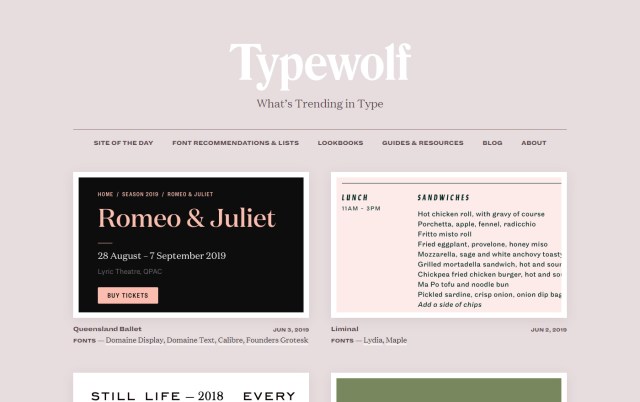 Typewolf
What's Trending in Type
SITE OF THE DAY FONT RECOMMENDATIONS & LISTS LOOKBOOKS GUIDES & RESOURCES BLOG ABOUT
HOME / SEASON 2019 / ROMEO & JULIET
Romeo & Juliet
28 August – 7 September 2019
Lyric Theatre, QPAC
BUY TICKETS
Queensland Ballet JUN 3, 2019
FONTS — Domaine Display, Domaine Text, Calibre, Founders Grotesk
LUNCH
11AM – 3PM
SANDWICHES
Hot chicken roll, with gravy of course
Porchetta, apple, fennel, radicchio
Fritto misto roll
Fried eggplant, provelone, honey miso
Mozzarella, sage and white anchovy toasty
Grilled mortadella sandwich, hot and sour
Chickpea fried chicken burger, hot and so
Ma Po tofu and noodle bun
Pickled sardine, crisp onion, onion dip bag
Add a side of chips
Liminal JUN 2, 2019
FONTS — Lydia, Maple
STILL LIFE – 2018 EVERY